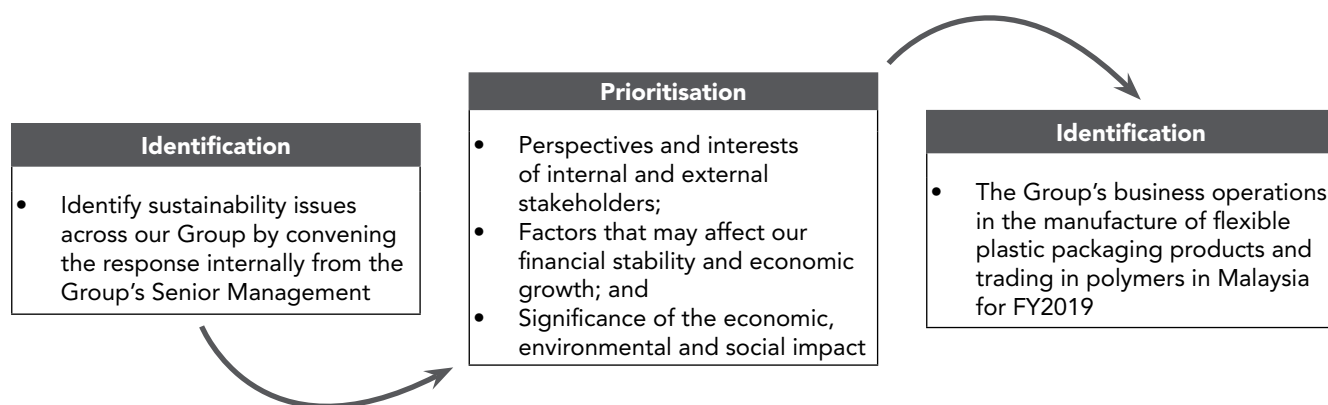 Identification
• Identify sustainability issues
across our Group by convening
the response internally from the
Group's Senior Management
Prioritisation
• Perspectives and interests
of internal and external
stakeholders;
• Factors that may affect our
financial stability and economic
growth; and
• Significance of the economic,
environmental and social impact
Identification
• The Group's business operations
in the manufacture of flexible
plastic packaging products and
trading in polymers in Malaysia
for FY2019